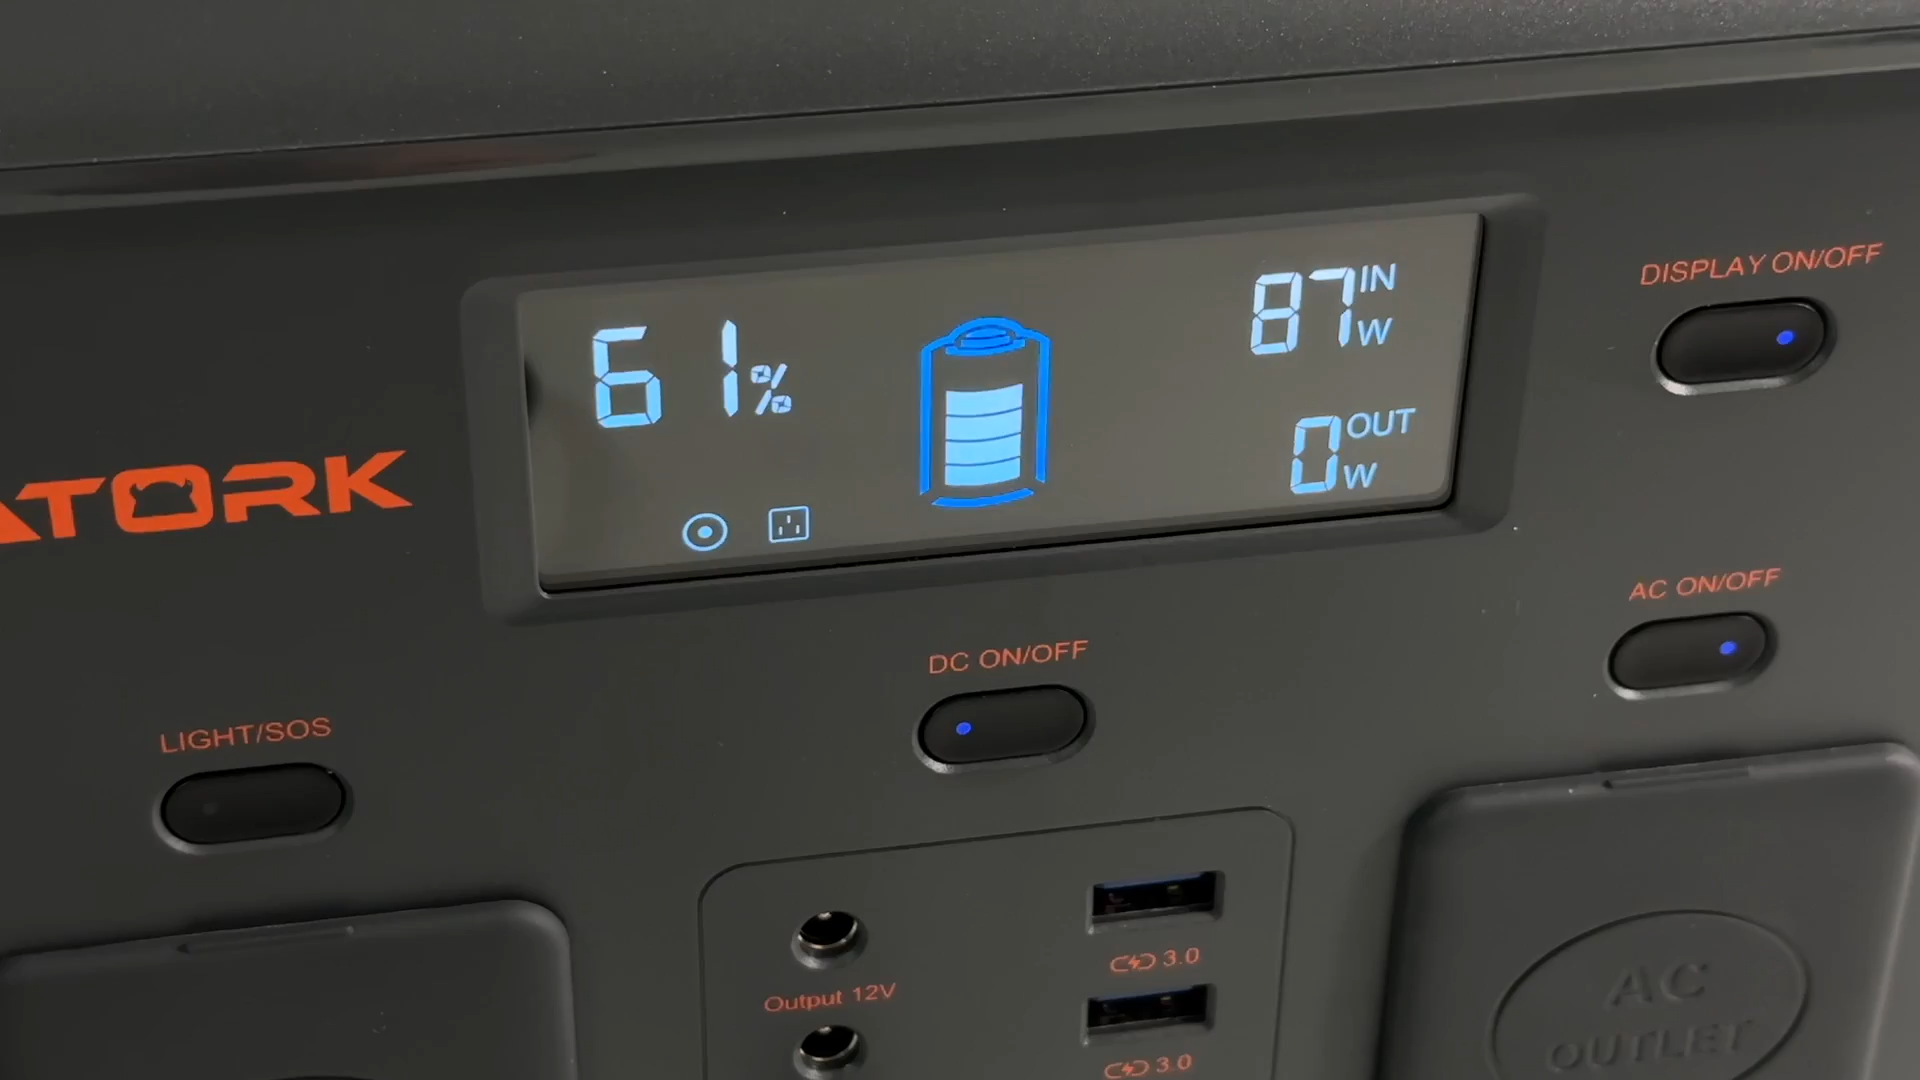 61%
87 IN
W
0 OUT
W
DISPLAY ON/OFF
ATORK
AC ON/OFF
DC ON/OFF
LIGHT/SOS
Output 12V
3.0
3.0
AC
OUTLET